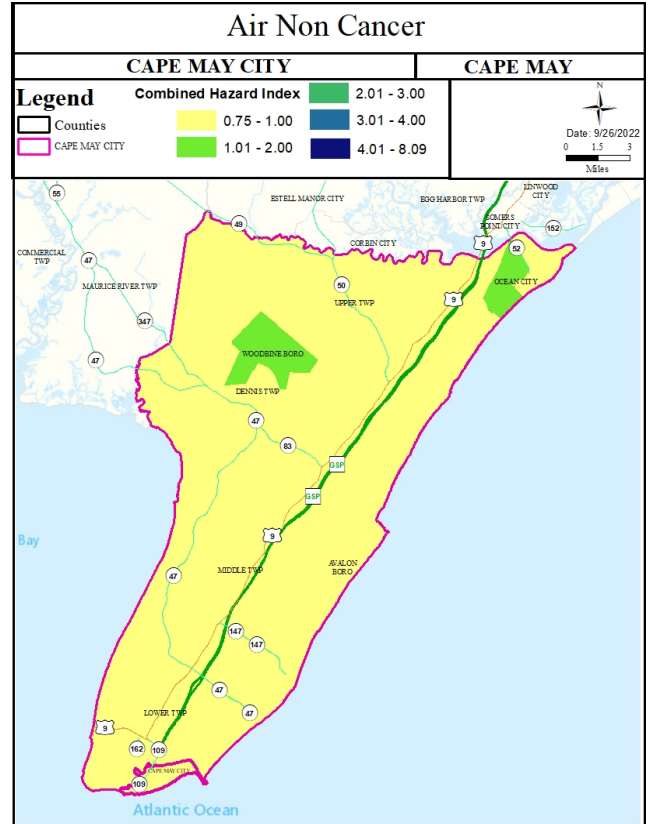 Air Non Cancer
CAPE MAY CITY
CAPE MAY
Legend
Counties
CAPE MAY CITY
Combined Hazard Index
0.75 - 1.00
1.01 - 2.00
2.01 - 3.00
3.01 - 4.00
4.01 - 8.09
N
Date: 9/26/2022
0 1.5 3
Miles
55
ESTELL MANOR CITY
EGG HARBOR TWP
LINWOOD
CITY
SOMERS
POINT CITY
49
152
COMMERCIAL
TWP
47
CORBIN CITY
9
52
MAURICE RIVER TWP
50
OCEAN CITY
UPPER TWP
9
347
47
WOODBINE BORO
DENNIS TWP
47
83
GSP
GSP
9
Bay
MIDDLE TWP
AVALON
BORO
47
147
147
47
47
LOWER TWP
9
162
109
CAPE MAY CITY
109
Atlantic Ocean